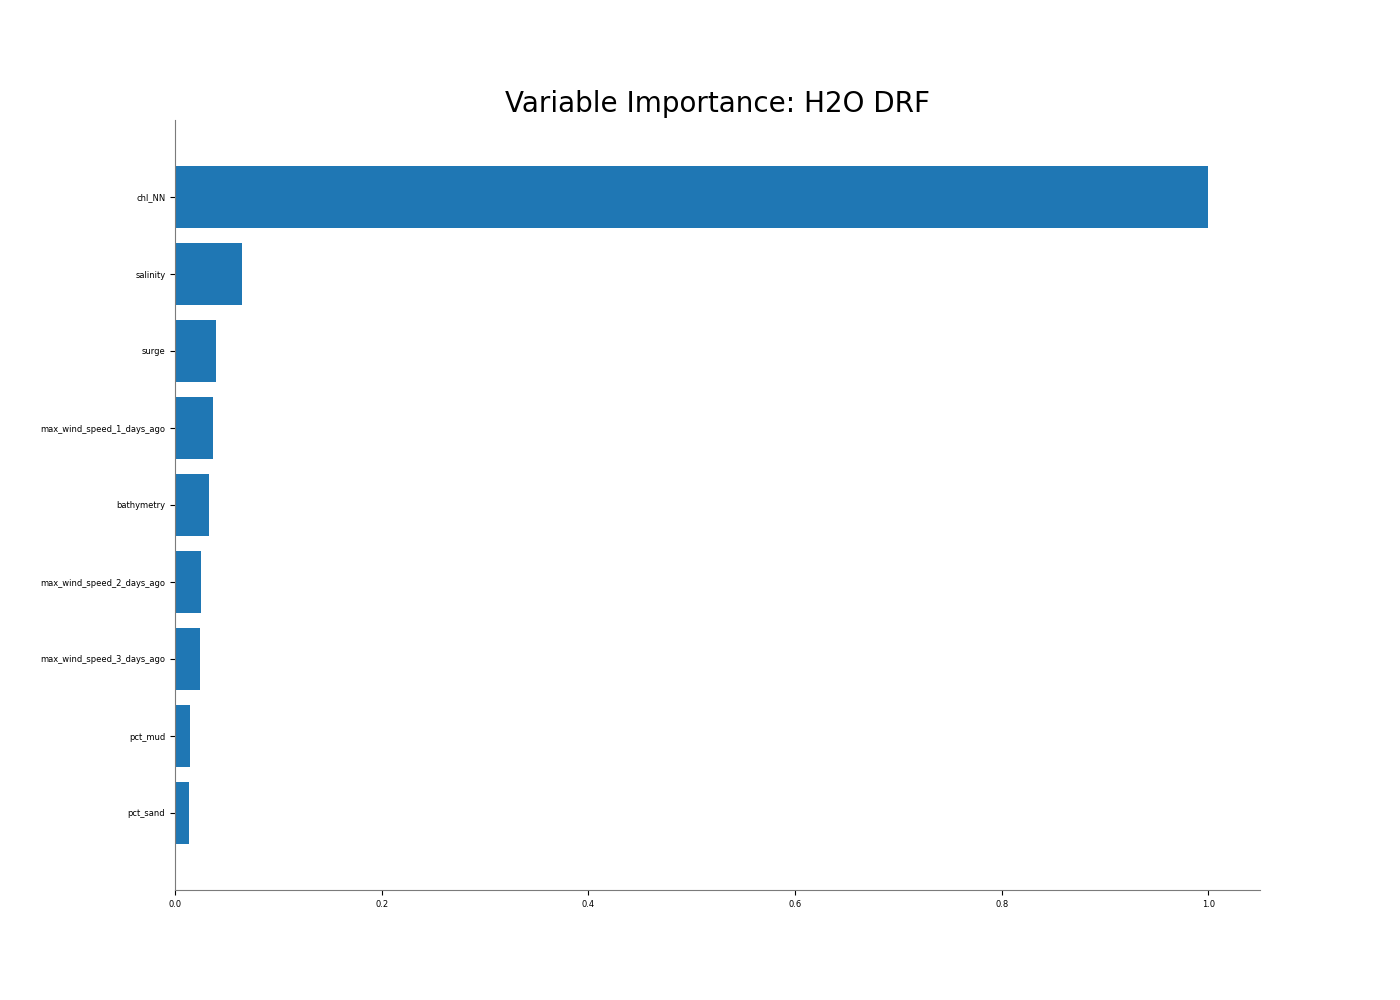 Variable Importance: H2O DRF
chl_NN
salinity
surge
max_wind_speed_1_days_ago
bathymetry
max_wind_speed_2_days_ago
max_wind_speed_3_days_ago
pct_mud
pct_sand
0.0 0.2 0.4 0.6 0.8 1.0